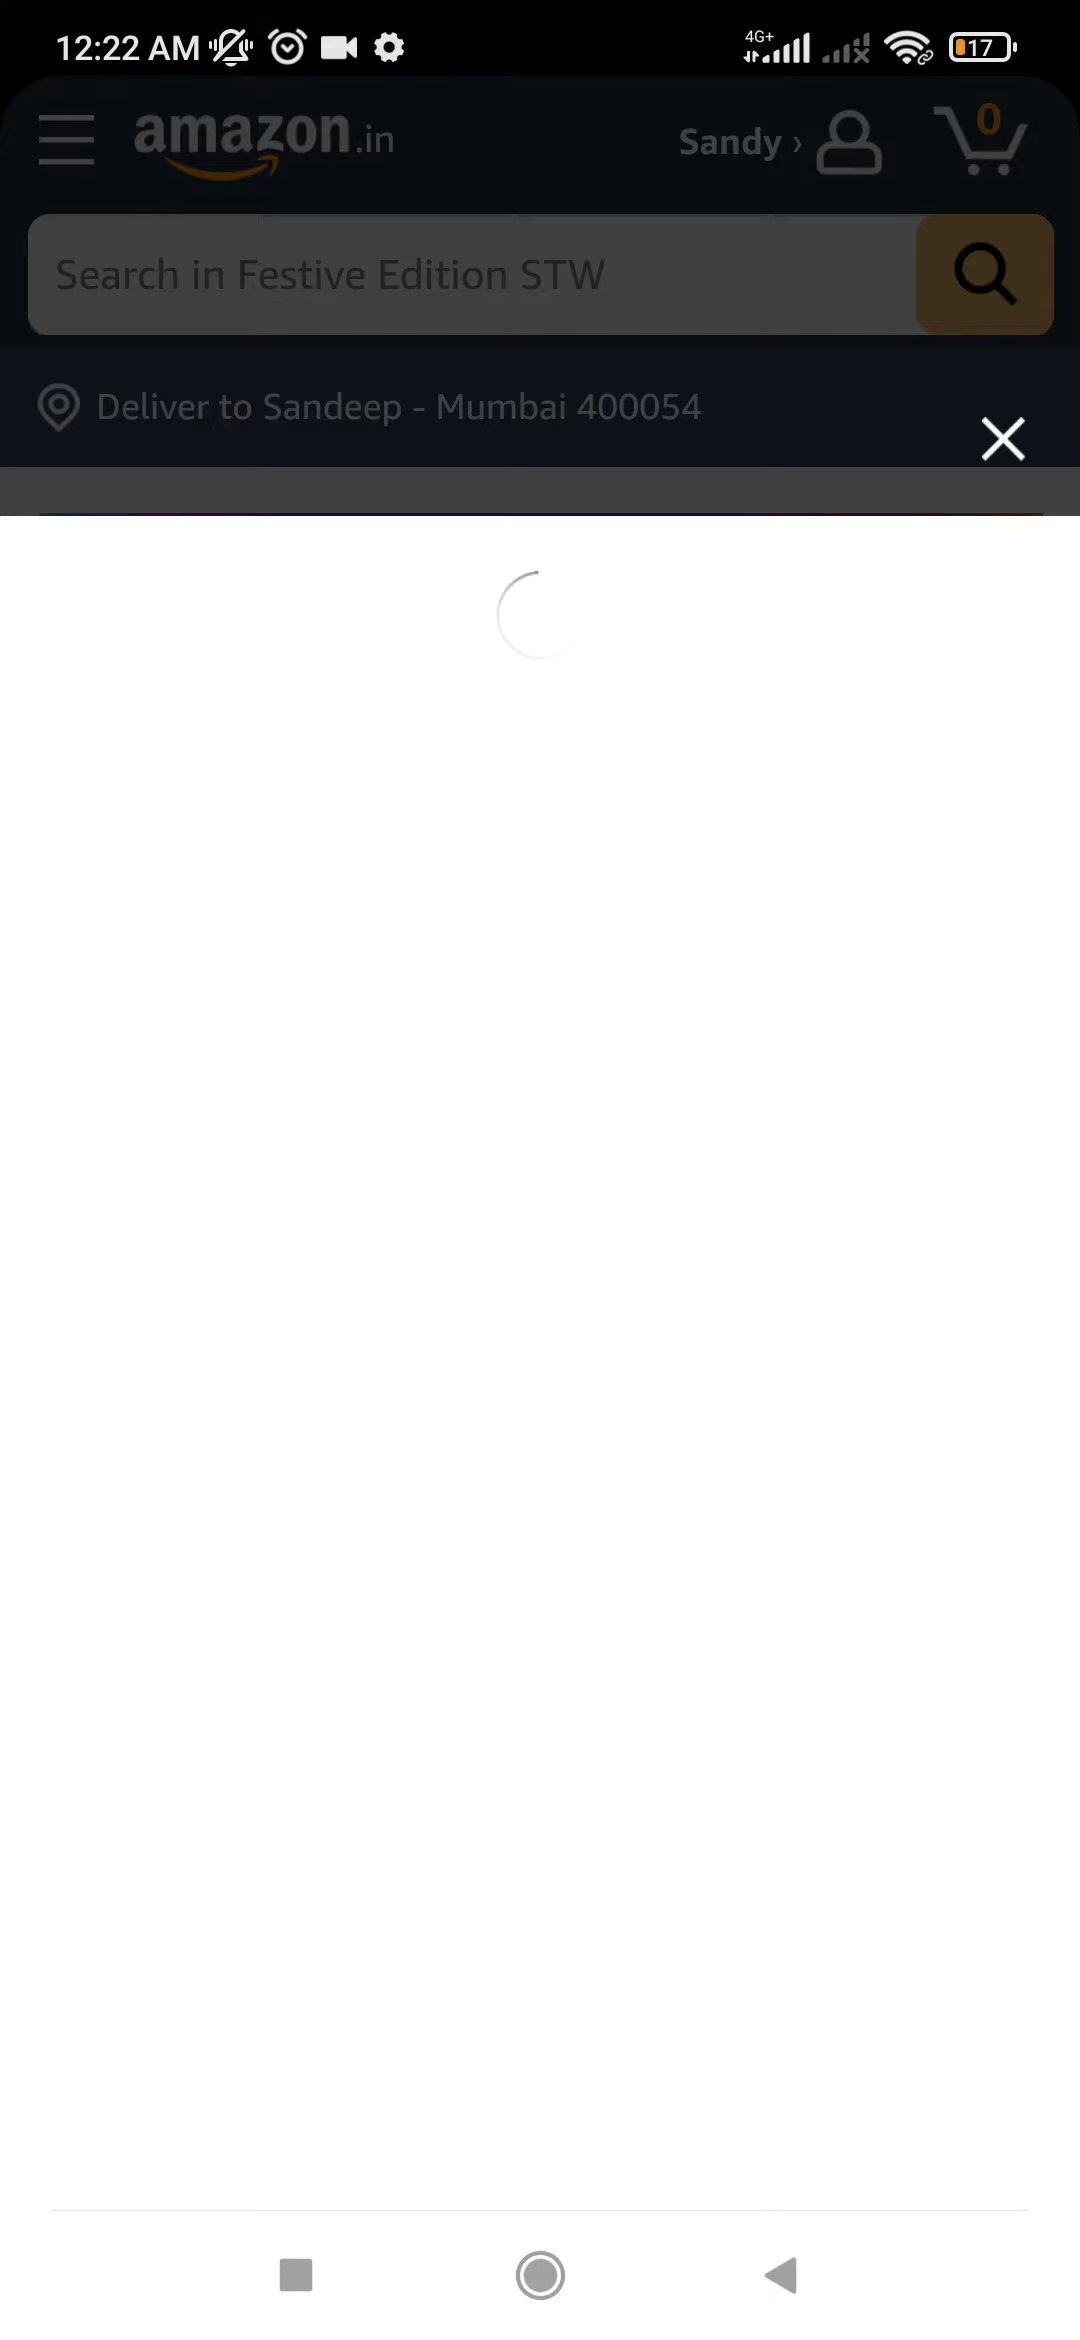 12:22 AM 4G+ 17
amazon.in Sandy › 0
Search in Festive Edition STW
Deliver to Sandeep - Mumbai 400054